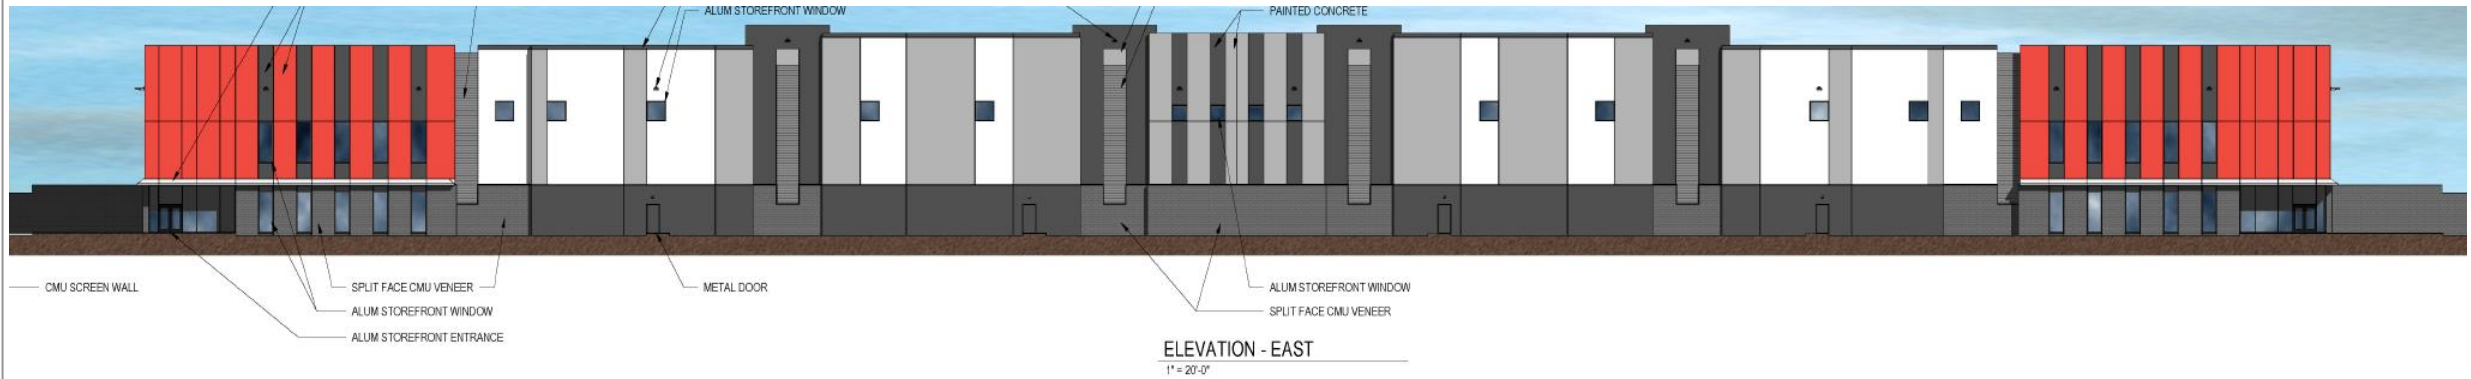 ALUM STOREFRONT WINDOW
PAINTED CONCRETE
CMU SCREEN WALL
SPLIT FACE CMU VENEER
METAL DOOR
ALUM STOREFRONT WINDOW
ALUM STOREFRONT WINDOW
SPLIT FACE CMU VENEER
ALUM STOREFRONT ENTRANCE
ELEVATION - EAST
1" = 20'-0"